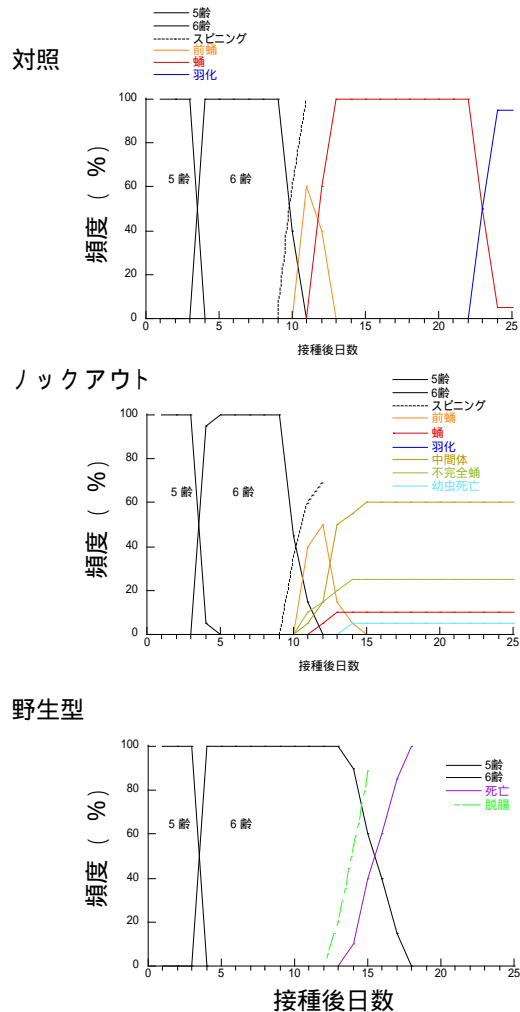 5齢
6齢
スピニング
前蛹
蛹
羽化
対照
100
80
60
40
20
0
頻度 ( % )
5 齢
6 齢
0 5 10 15 20 25
接種後日数
ノックアウト
5齢
6齢
スピニング
前蛹
蛹
羽化
中間体
不完全蛹
幼虫死亡
100
80
60
40
20
0
頻度 ( % )
5 齢
6 齢
0 5 10 15 20 25
接種後日数
野生型
5齢
6齢
死亡
脱腸
100
80
60
40
20
0
頻度 ( % )
5 齢
6 齢
0 5 10 15 20 25
接種後日数